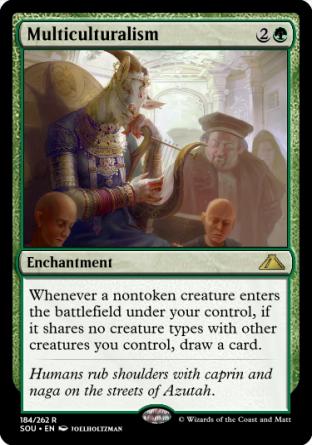 Multiculturalism 2
Enchantment
Whenever a nontoken creature enters
the battlefield under your control, if
it shares no creature types with other
creatures you control, draw a card.
Humans rub shoulders with caprin and
naga on the streets of Azutah.
184/262 R
SOU • EN JOELHOLTZMAN
™ & © Wizards of the Coast and Matt